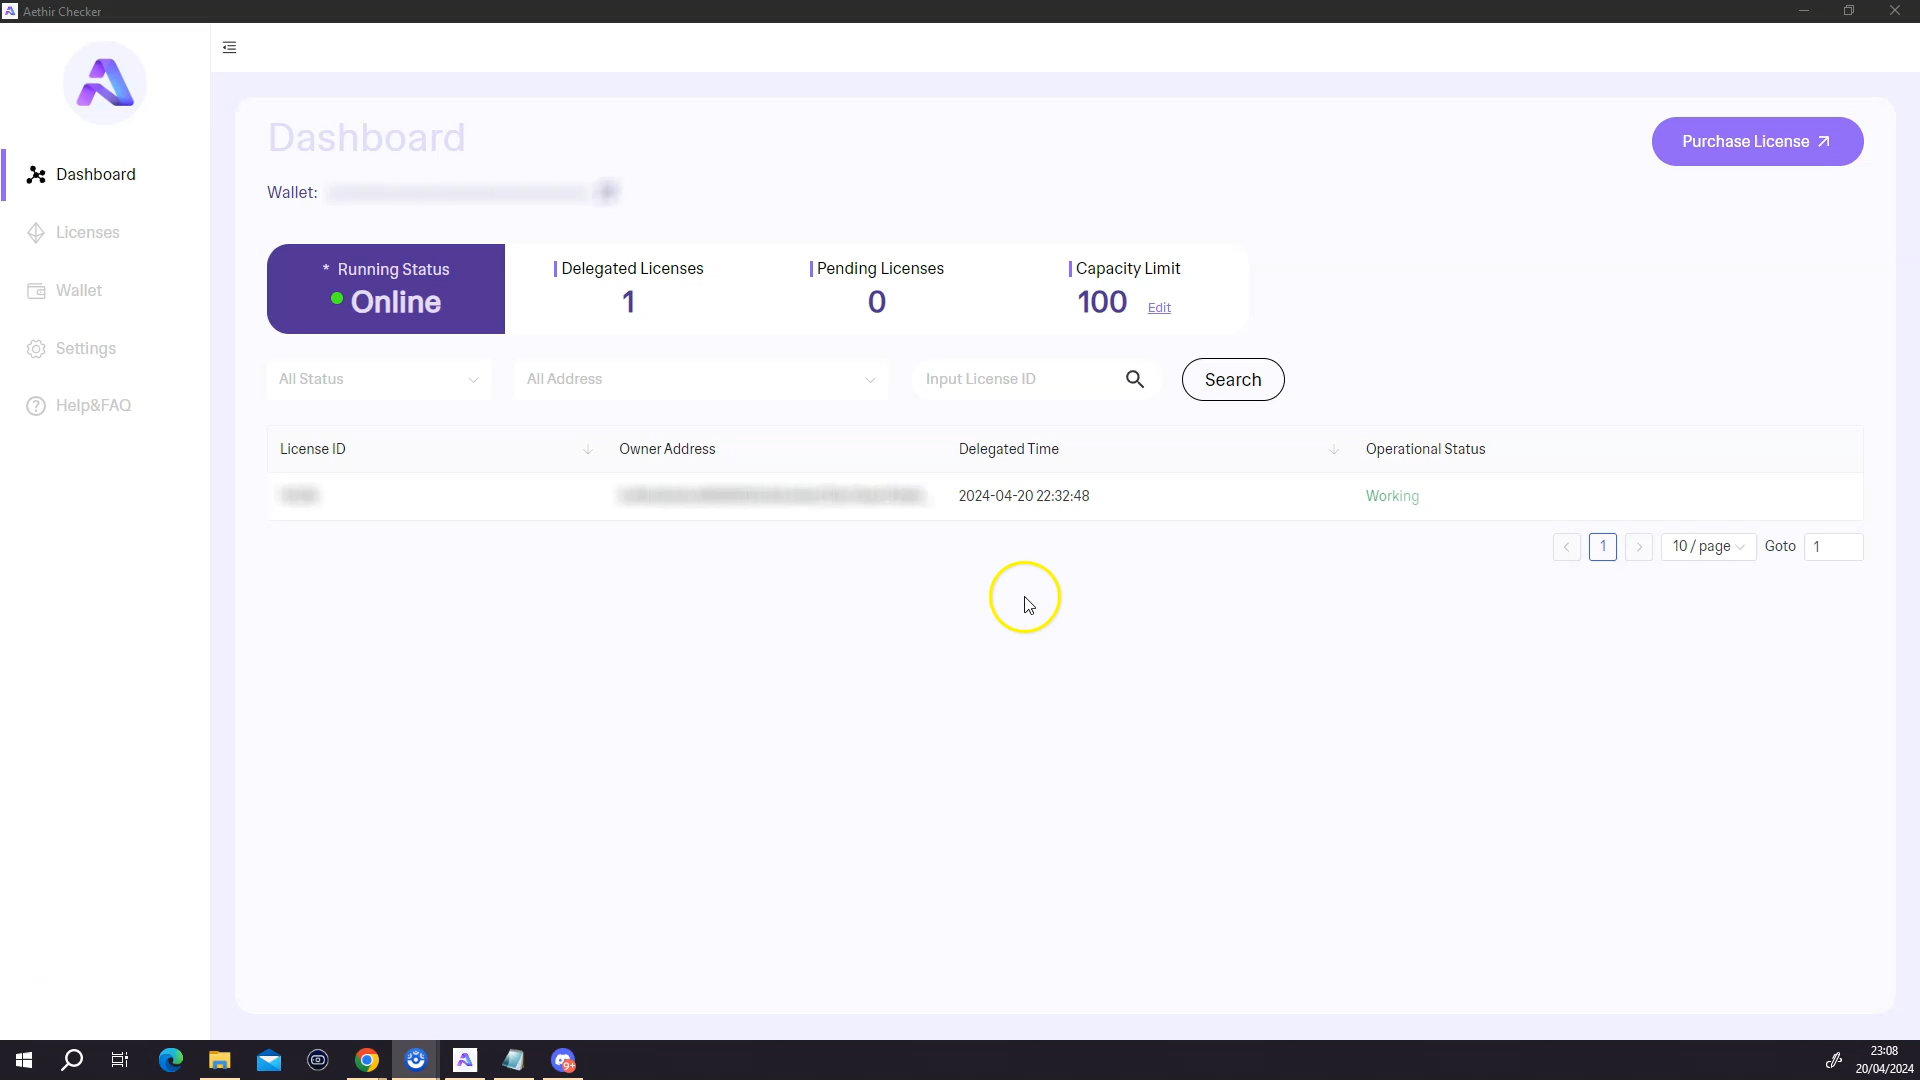 Aethir Checker
Dashboard
Licenses
Wallet
Settings
Help&FAQ
Dashboard
Purchase License
Wallet:
* Running Status
Online
Delegated Licenses
1
Pending Licenses
0
Capacity Limit
100 Edit
All Status
All Address
Input License ID
Search
License ID Owner Address Delegated Time Operational Status
2024-04-20 22:32:48 Working
1 10 / page Goto 1
9+
23:08
20/04/2024